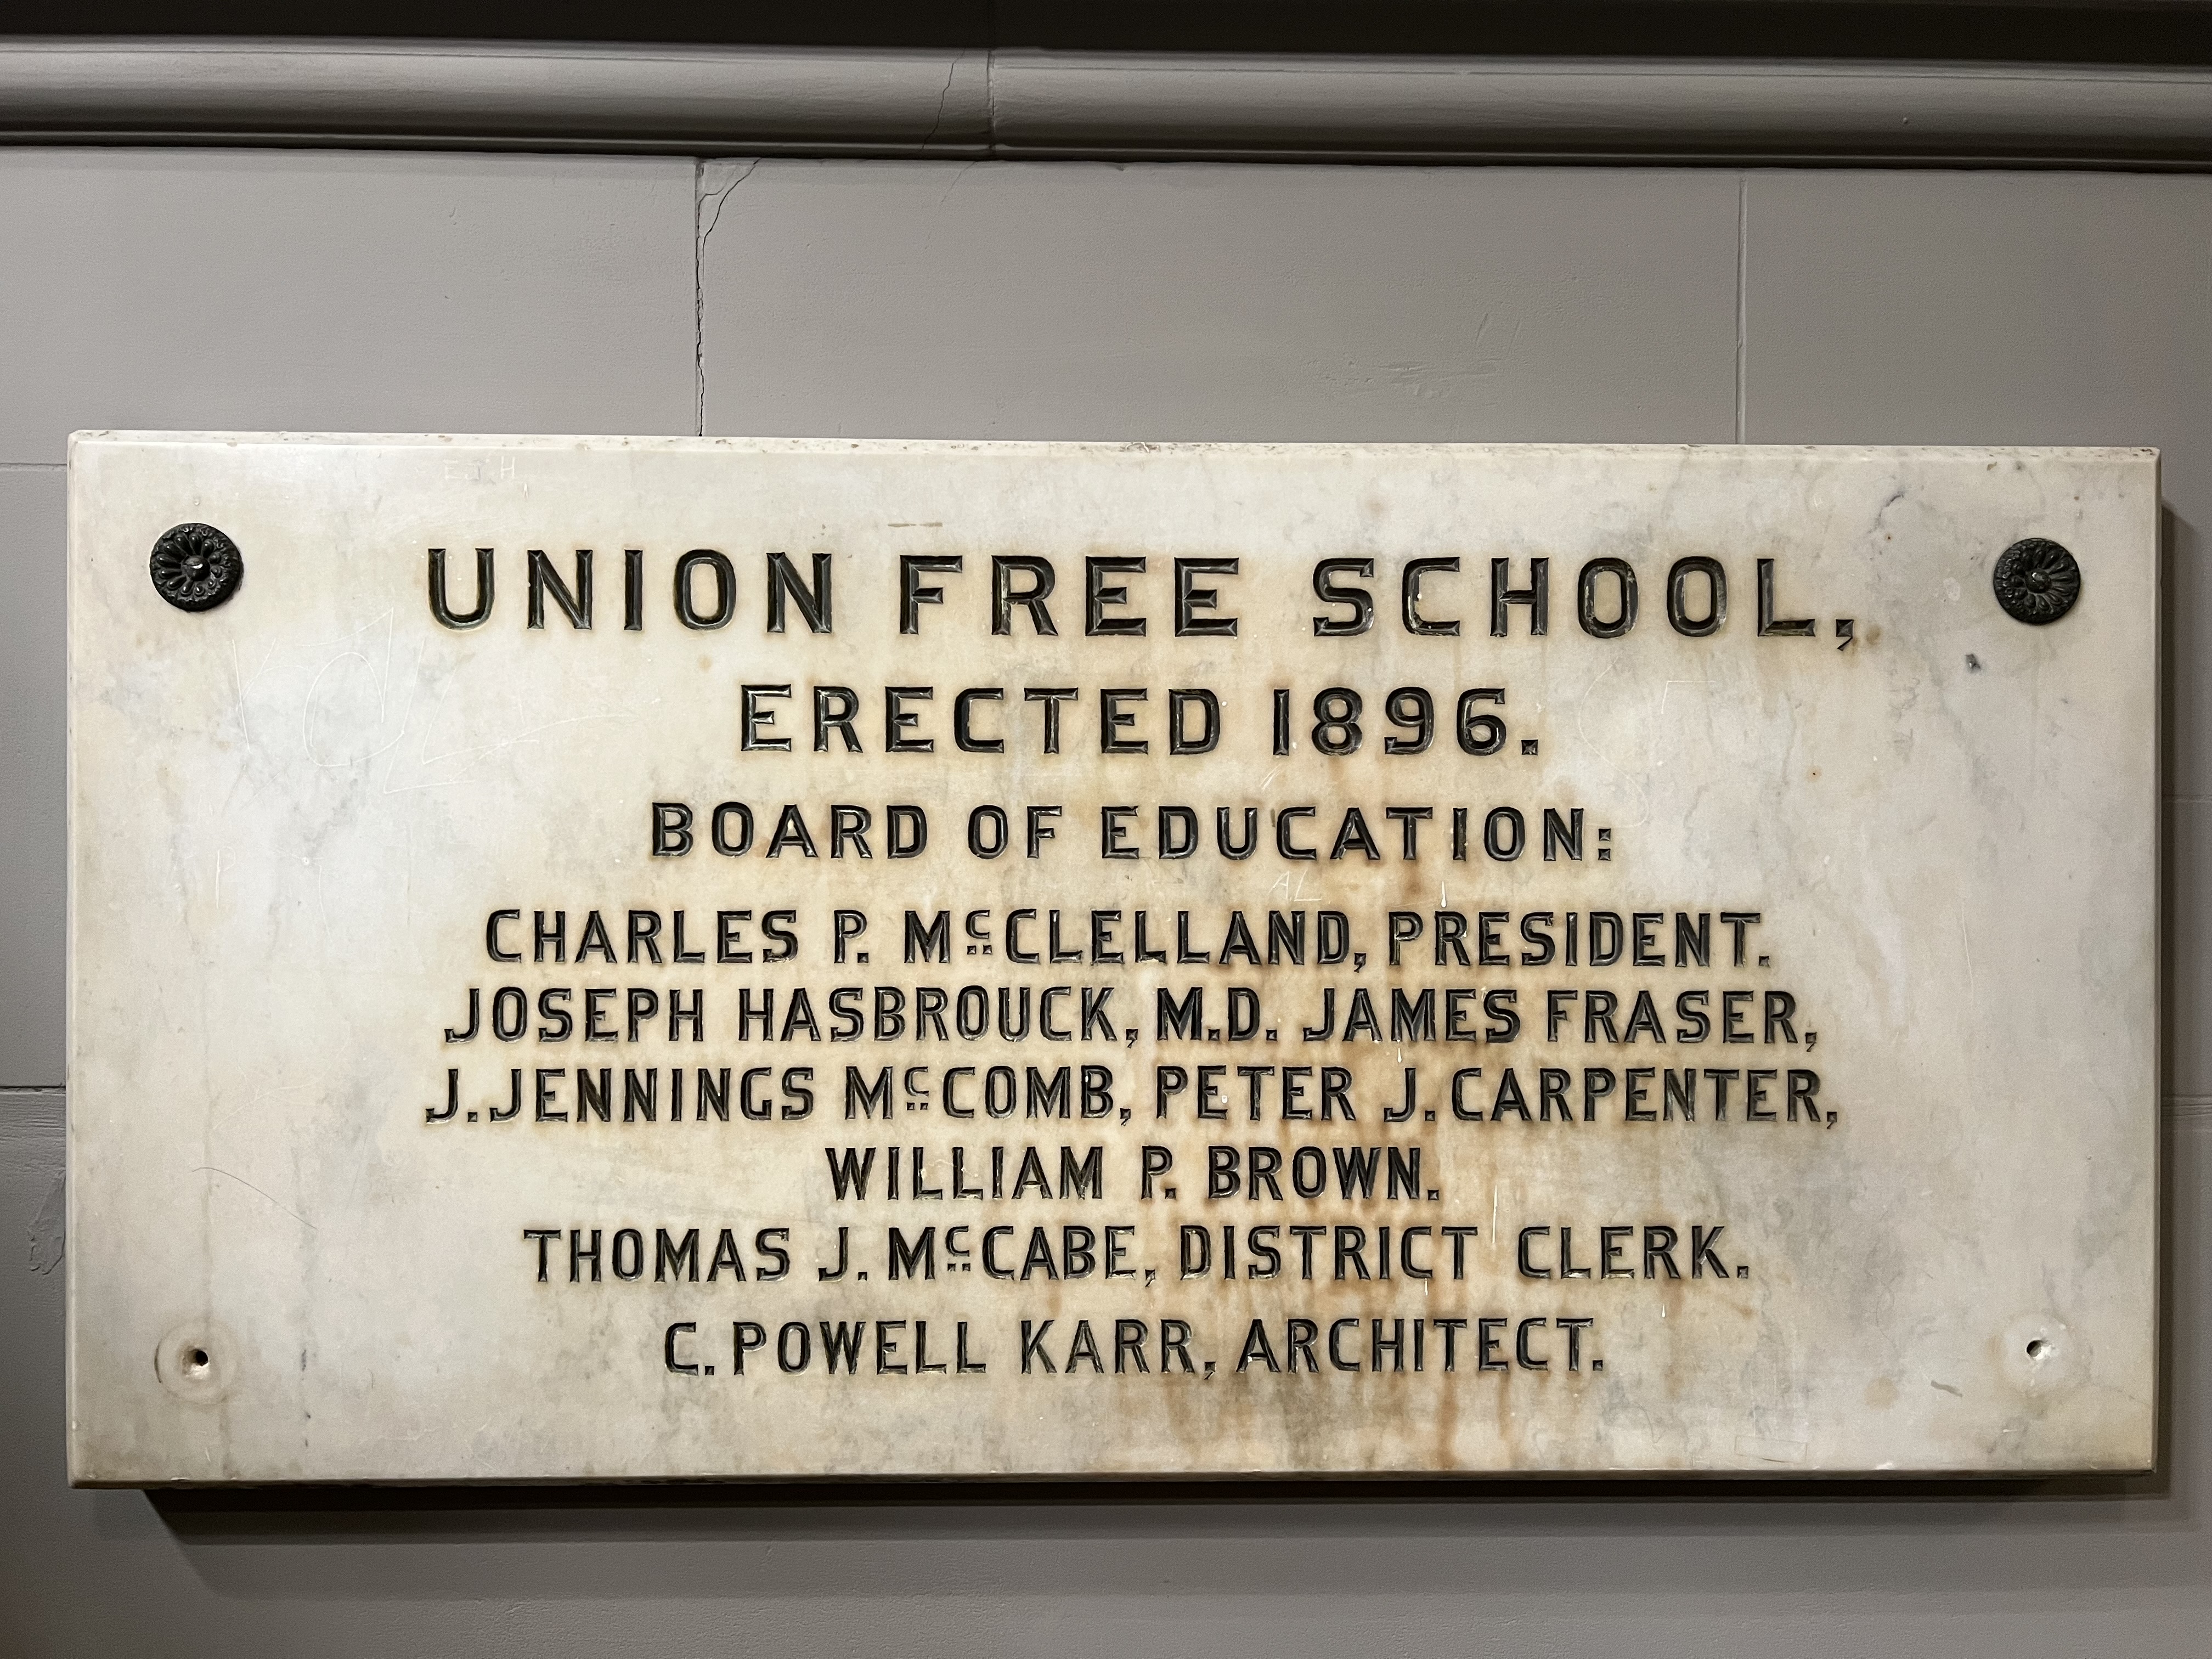 UNION FREE SCHOOL,
ERECTED 1896.
BOARD OF EDUCATION:
CHARLES P. McCLELLAND, PRESIDENT.
JOSEPH HASBROUCK, M.D. JAMES FRASER,
J. JENNINGS McCOMB, PETER J. CARPENTER,
WILLIAM P. BROWN.
THOMAS J. McCABE, DISTRICT CLERK.
C. POWELL KARR, ARCHITECT.